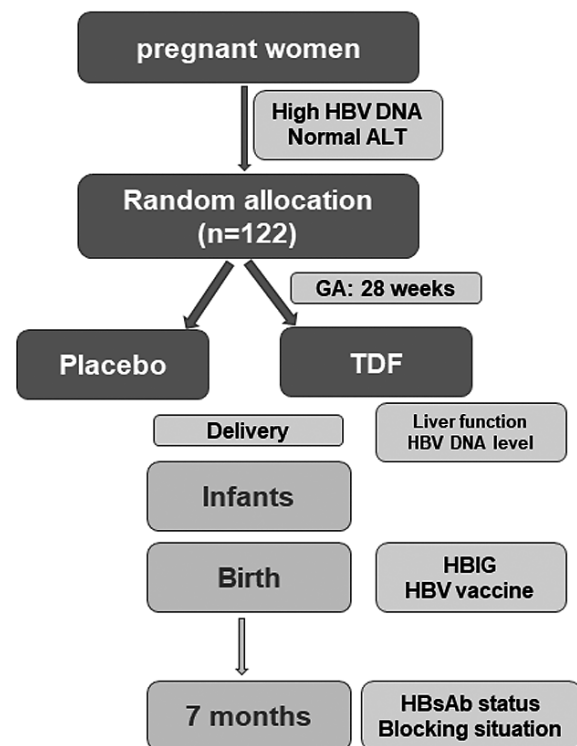 pregnant women
High HBV DNA
Normal ALT
Random allocation
(n=122)
GA: 28 weeks
Placebo
TDF
Delivery
Liver function
HBV DNA level
Infants
Birth
HBIG
HBV vaccine
7 months
HBsAb status
Blocking situation